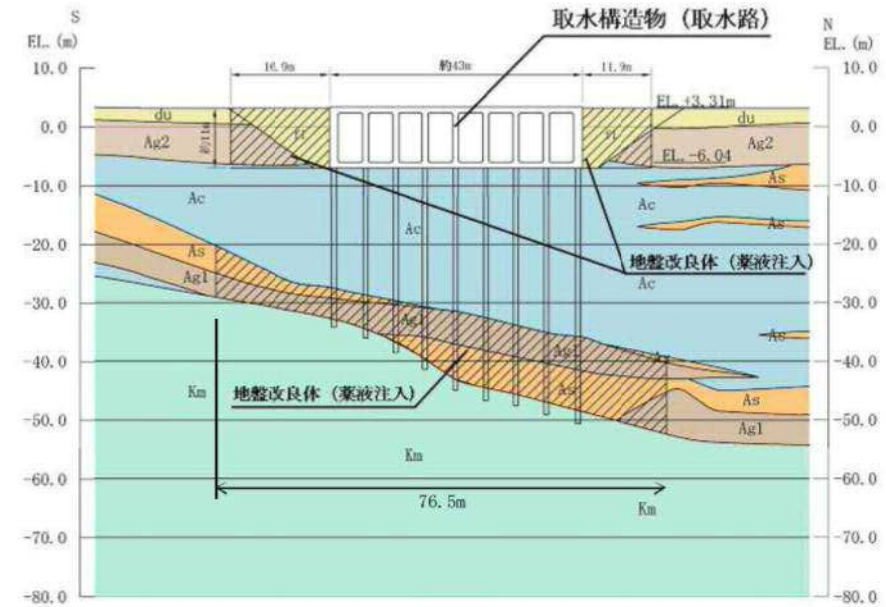 S
EL. (m)
取水構造物 (取水路)
N
EL. (m)
16.9m
約43m
11.9m
10.0
0.0
-10.0
-20.0
-30.0
-40.0
-50.0
-60.0
-70.0
-80.0
10.0
0.0
-10.0
-20.0
-30.0
-40.0
-50.0
-60.0
-70.0
-80.0
EL.+3.31m
du
約11m
du
Ag2
Ag2
EL.-6.04
As
Ac
Ac
Ac
As
地盤改良体 (薬液注入)
As
Ac
Ag1
Ag1
As
Ag1
As
地盤改良体 (薬液注入)
Km
As
As
Ag1
Km
76.5m
Km